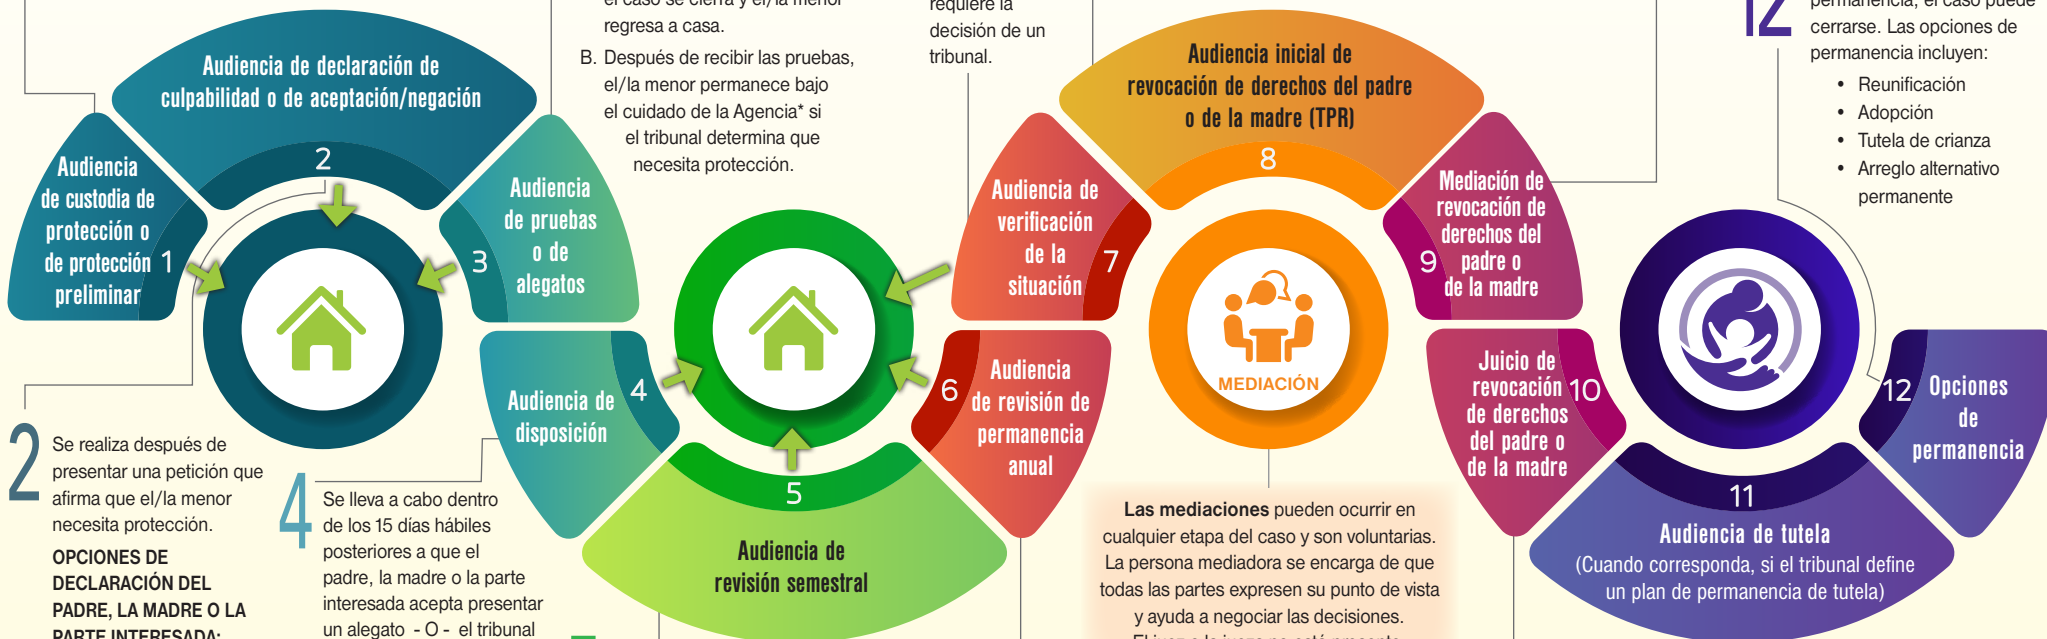 el caso se cierra y el/la menor
regresa a casa.
B. Después de recibir las pruebas,
el/la menor permanece bajo
el cuidado de la Agencia* si
el tribunal determina que
necesita protección.
requiere la
decisión de un
tribunal.
12
permanencia, el caso puede
cerrarse. Las opciones de
permanencia incluyen:
• Reunificación
• Adopción
• Tutela de crianza
• Arreglo alternativo
permanente
Audiencia
de custodia de
protección o
de protección
preliminar
1
Audiencia de declaración de
culpabilidad o de aceptación/negación
2
Audiencia
de pruebas
o de
alegatos
3
Audiencia de
disposición
4
Audiencia de
revisión semestral
5
Audiencia
de revisión de
permanencia
anual
6
Audiencia de
verificación
de la
situación
7
Audiencia inicial de
revocación de derechos del padre
o de la madre (TPR)
8
MEDIACIÓN
Mediación de
revocación de
derechos del
padre o
de la madre
9
Juicio de
revocación
de derechos
del padre o
de la madre
10
11
Audiencia de tutela
(Cuando corresponda, si el tribunal define
un plan de permanencia de tutela)
12
Opciones
de
permanencia
2
Se realiza después de
presentar una petición que
afirma que el/la menor
necesita protección.
OPCIONES DE
DECLARACIÓN DEL
PADRE, LA MADRE O LA
PARTE INTERESADA:
4
Se lleva a cabo dentro
de los 15 días hábiles
posteriores a que el
padre, la madre o la parte
interesada acepta presentar
un alegato - O - el tribunal
Las mediaciones pueden ocurrir en
cualquier etapa del caso y son voluntarias.
La persona mediadora se encarga de que
todas las partes expresen su punto de vista
y ayuda a negociar las decisiones.
El juez o la jueza no está presente